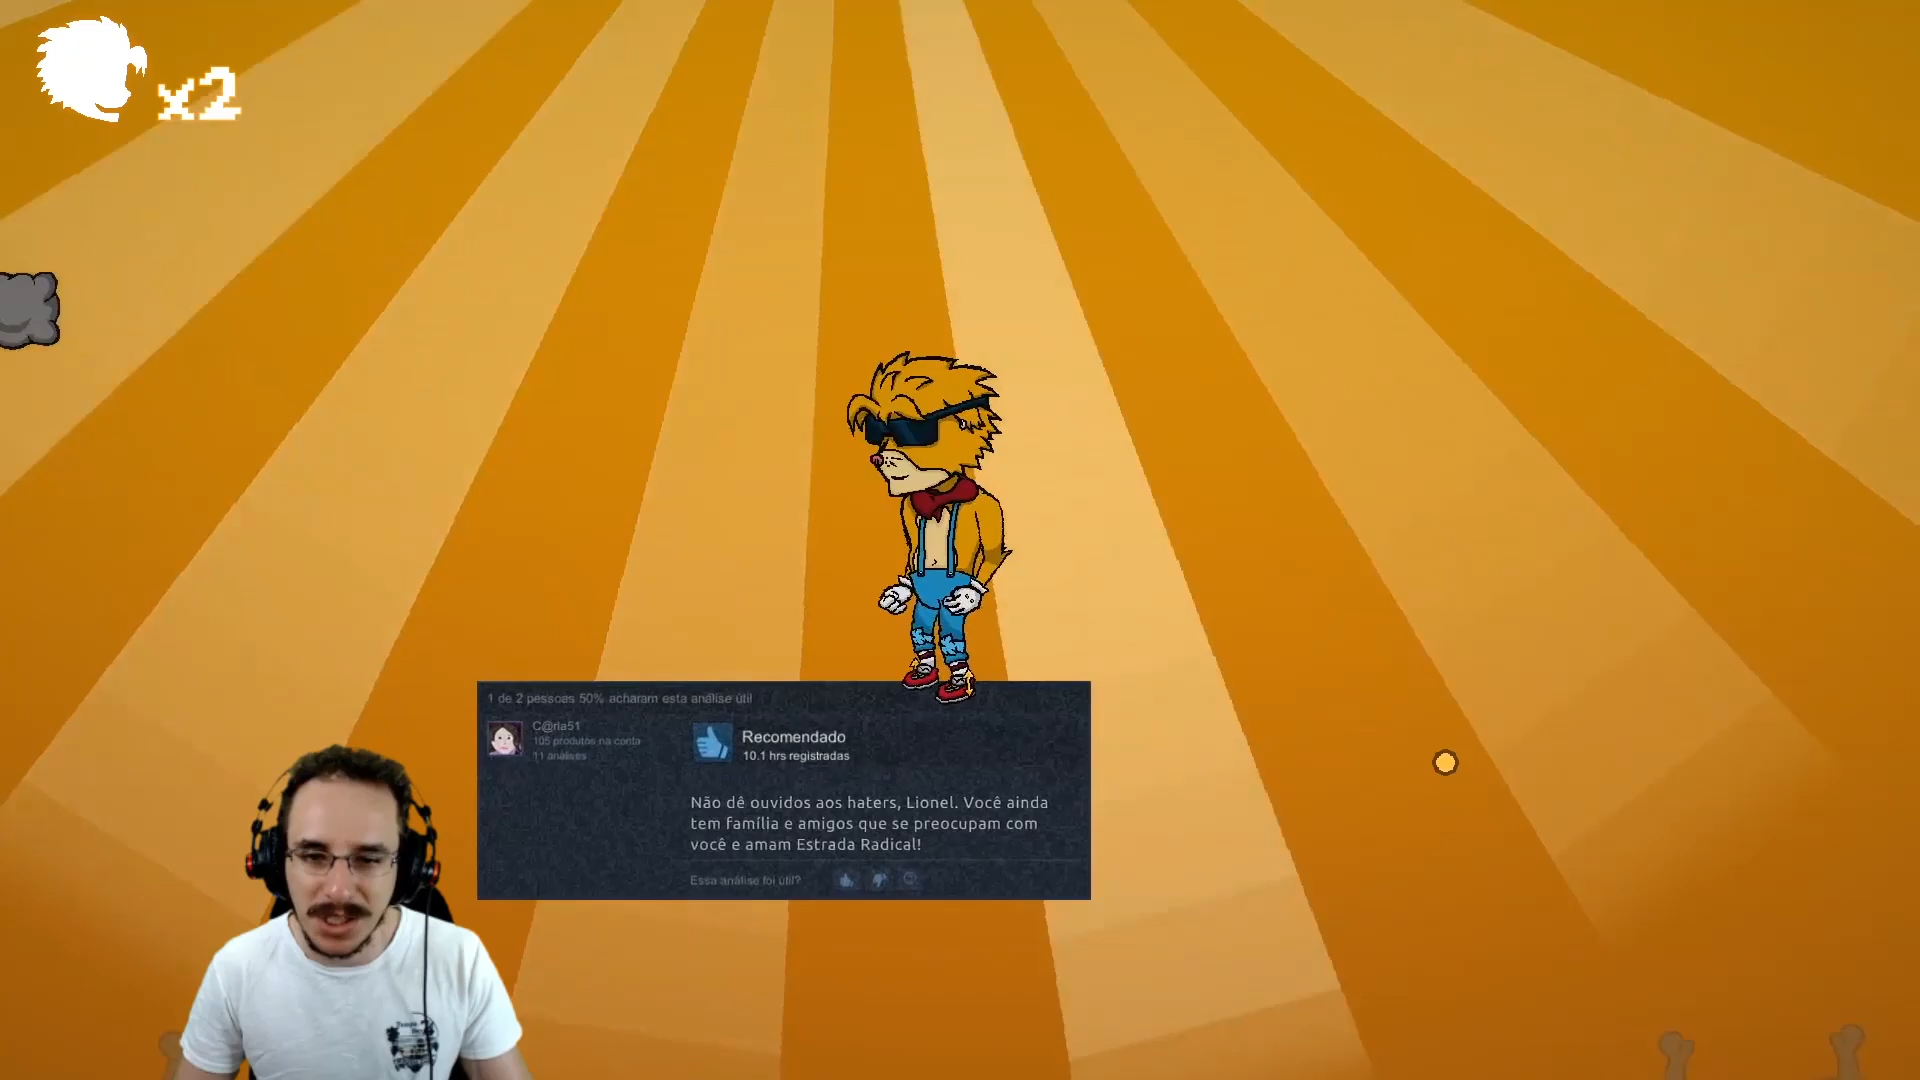 x2
1 de 2 pessoas 50% acharam esta análise útil
C@rla51
105 produtos na conta
11 análises
Recomendado
10.1 hrs registradas
Não dê ouvidos aos haters, Lionel. Você ainda
tem família e amigos que se preocupam com
você e amam Estrada Radical!
Essa análise foi útil?